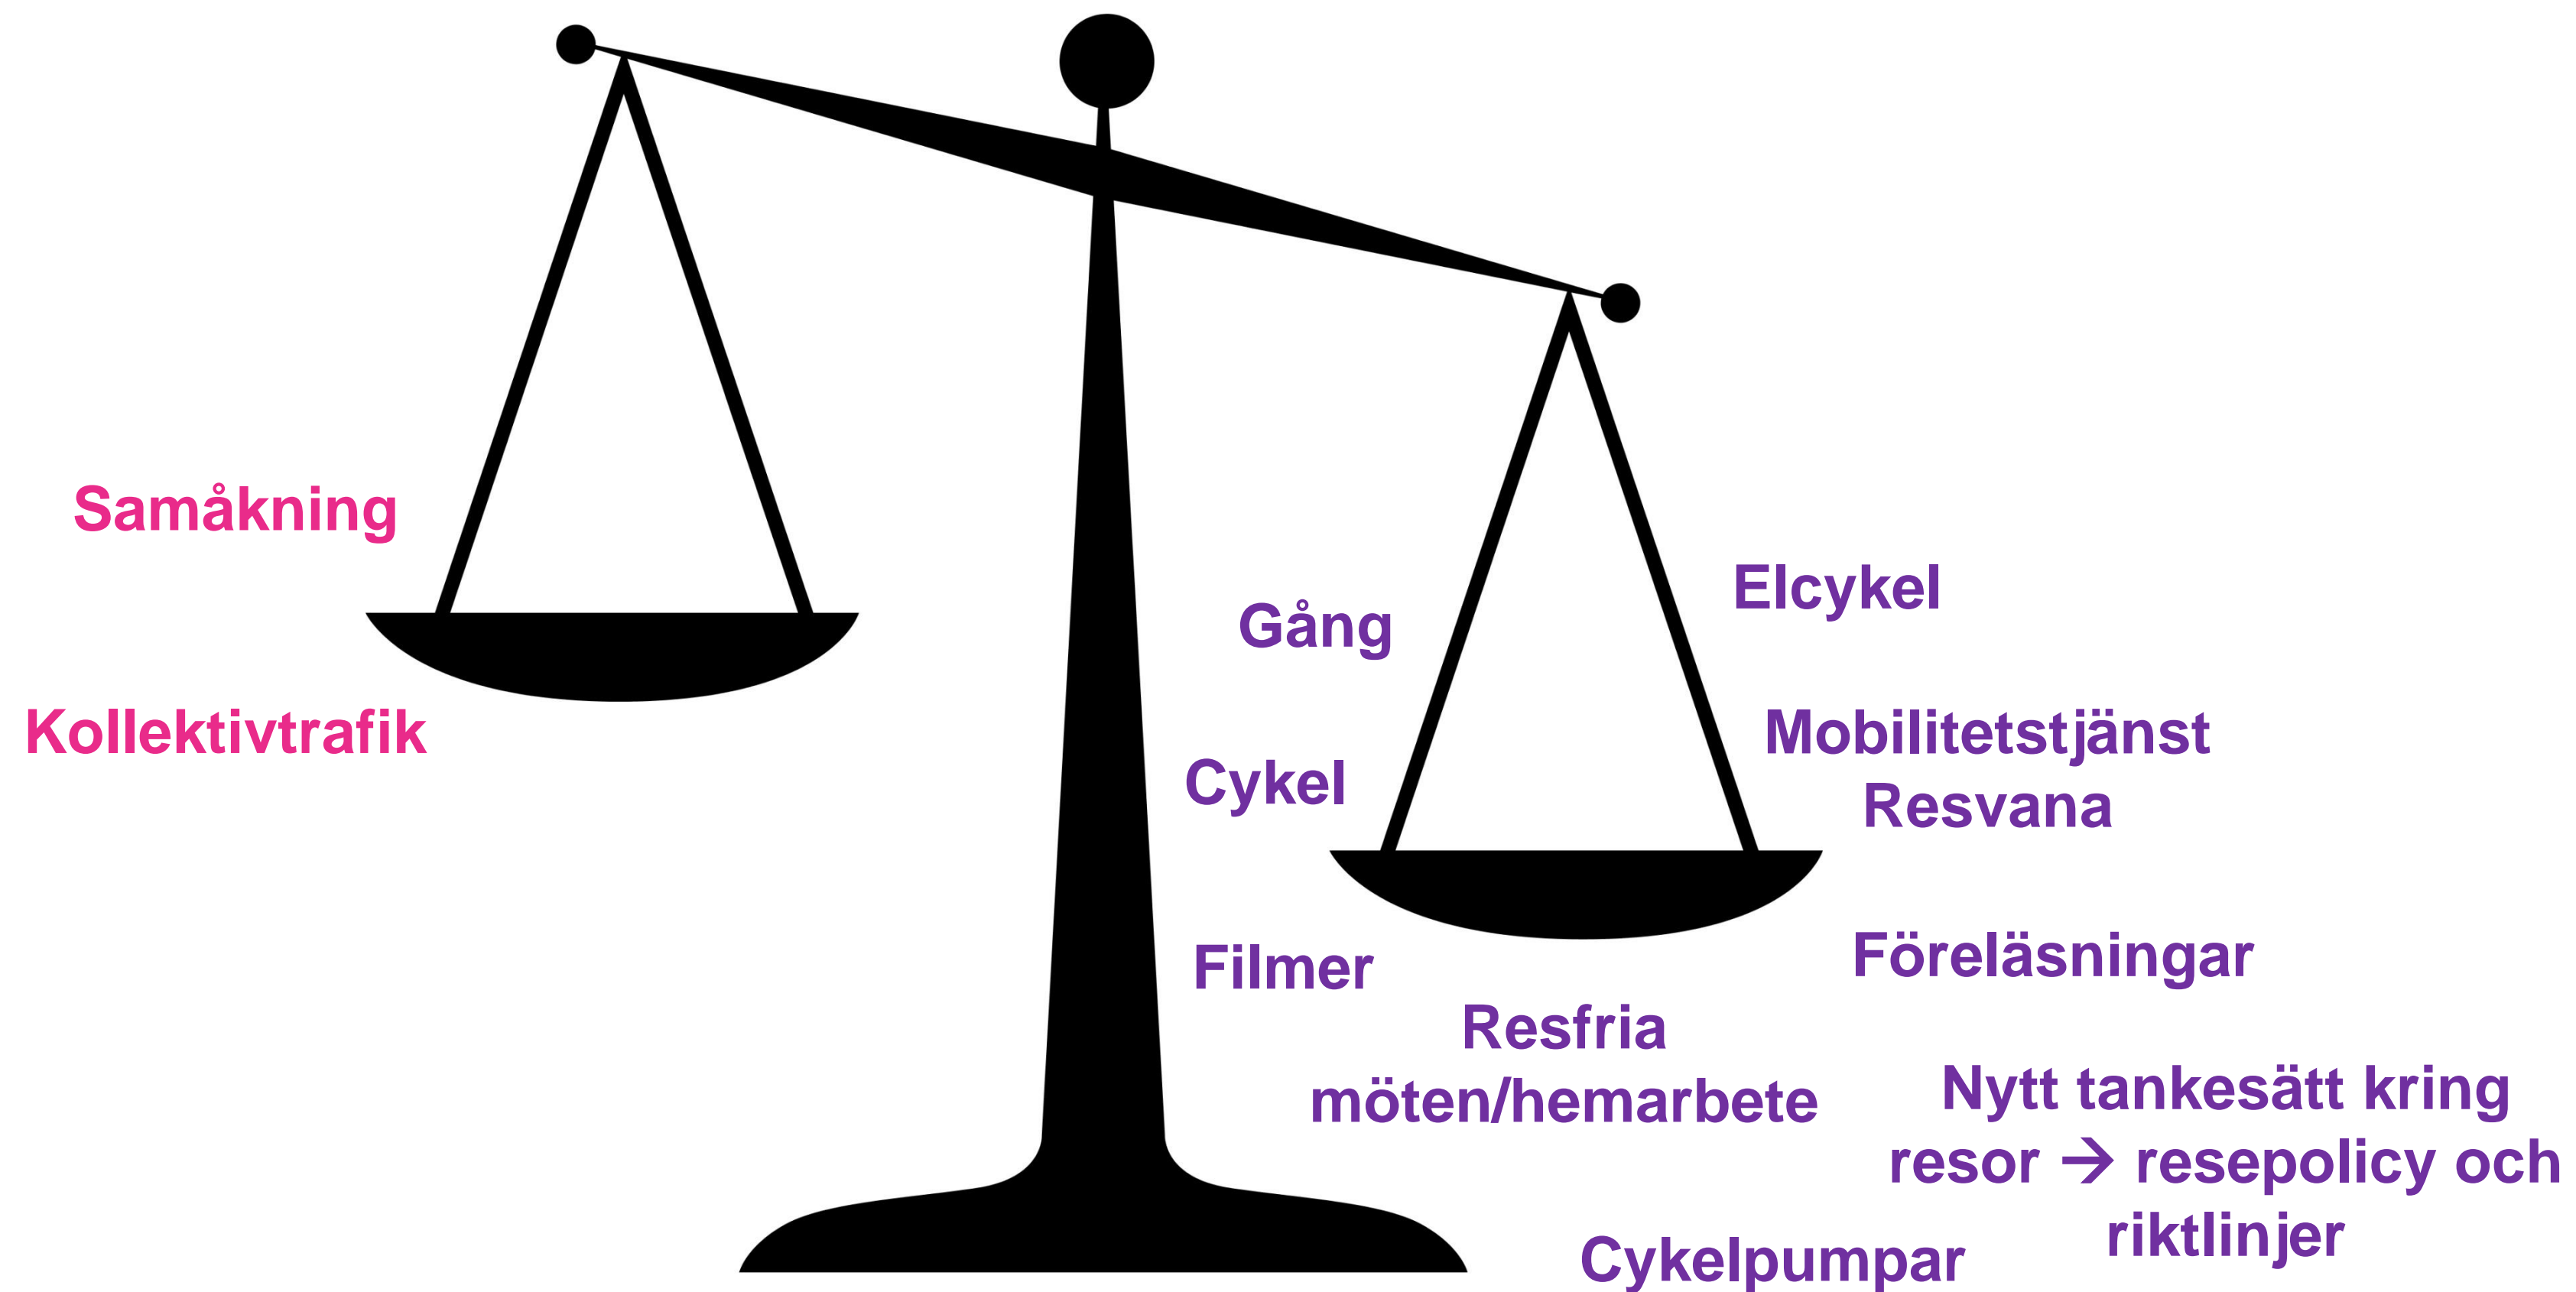 Samåkning
Kollektivtrafik
Gång
Cykel
Elcykel
Mobilitetstjänst
Resvana
Filmer
Föreläsningar
Resfria
möten/hemarbete
Nytt tankesätt kring
resor → resepolicy och
riktlinjer
Cykelpumpar